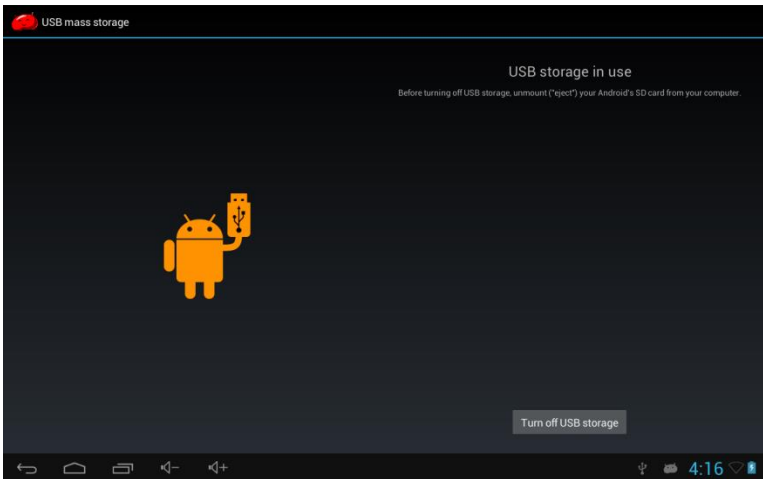 USB mass storage
USB storage in use
Before turning off USB storage, unmount ("eject") your Android's SD card from your computer.
Turn off USB storage
4:16